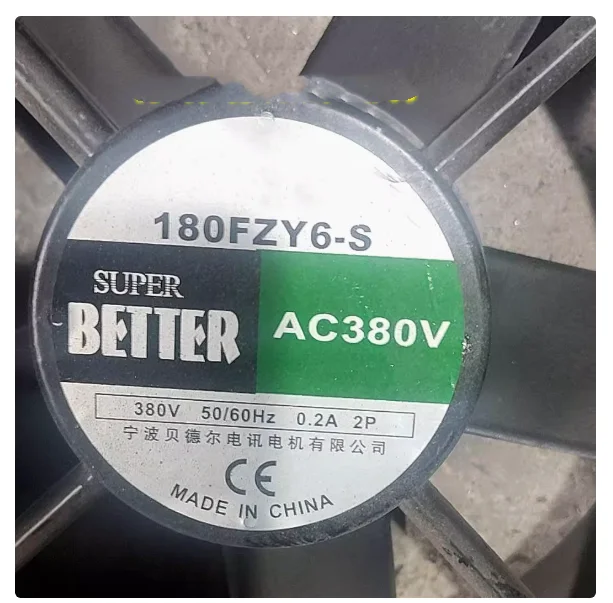 180FZY6-S
SUPER
BETTER
AC380V
380V 50/60Hz 0.2A 2P
宁波贝德尔电讯电机有限公司
CE
MADE IN CHINA